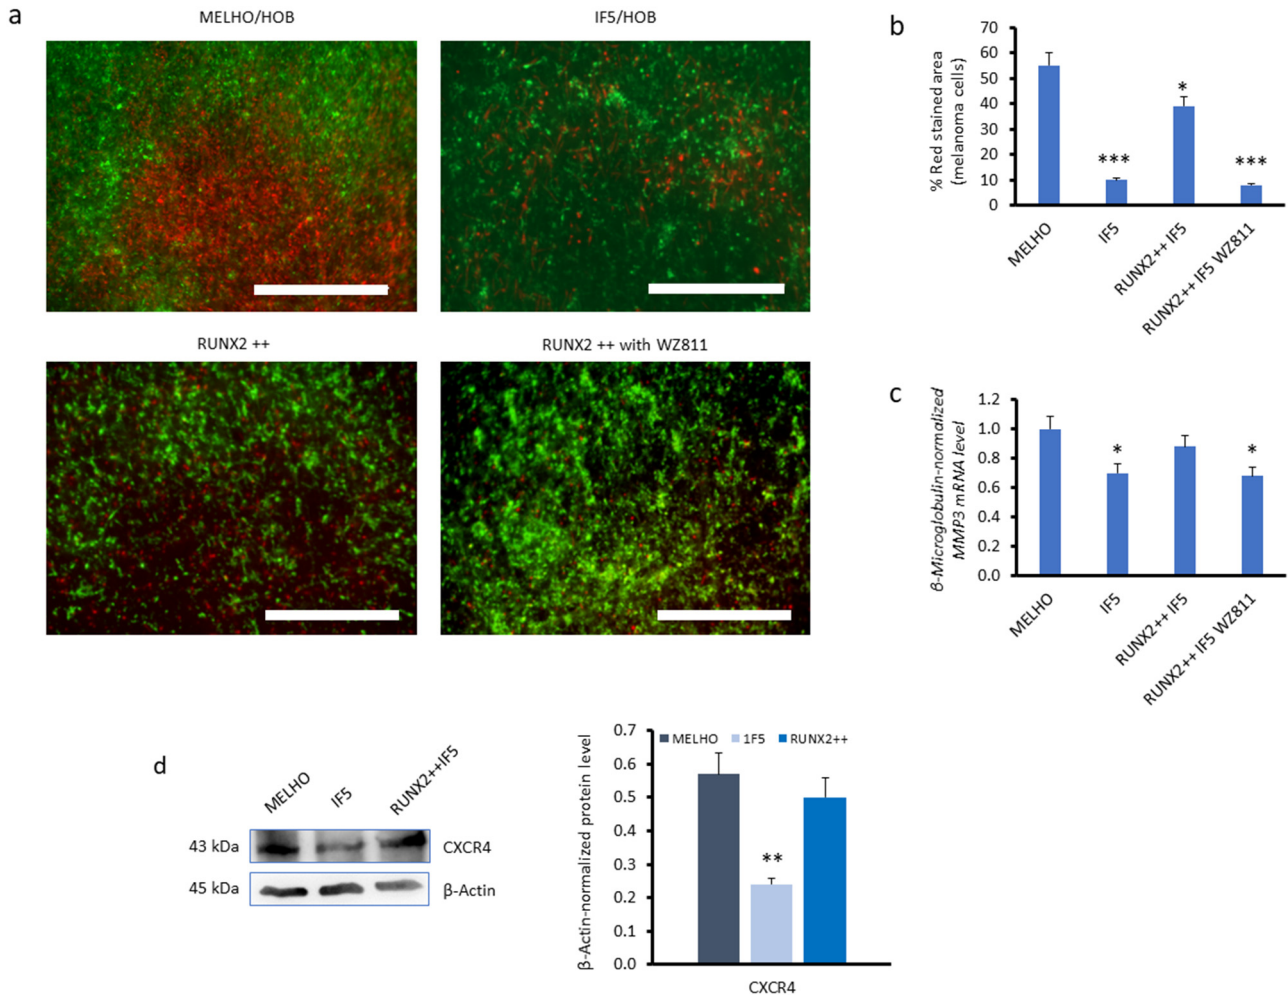 a
MELHO/HOB
IF5/HOB
RUNX2 ++
RUNX2 ++ with WZ811
b
% Red stained area
(melanoma cells)
70
60
50
40
30
20
10
0
***
*
***
MELHO
IF5
RUNX2++ IF5
RUNX2++ IF5 WZ811
c
β-Microglobulin-normalized
MMP3 mRNA level
1.2
1.0
0.8
0.6
0.4
0.2
0.0
*
*
MELHO
IF5
RUNX2++ IF5
RUNX2++ IF5 WZ811
d
MELHO
IF5
RUNX2++IF5
43 kDa
CXCR4
45 kDa
β-Actin
β-Actin-normalized protein level
0.7
0.6
0.5
0.4
0.3
0.2
0.1
0.0
MELHO 1F5 RUNX2++
**
CXCR4